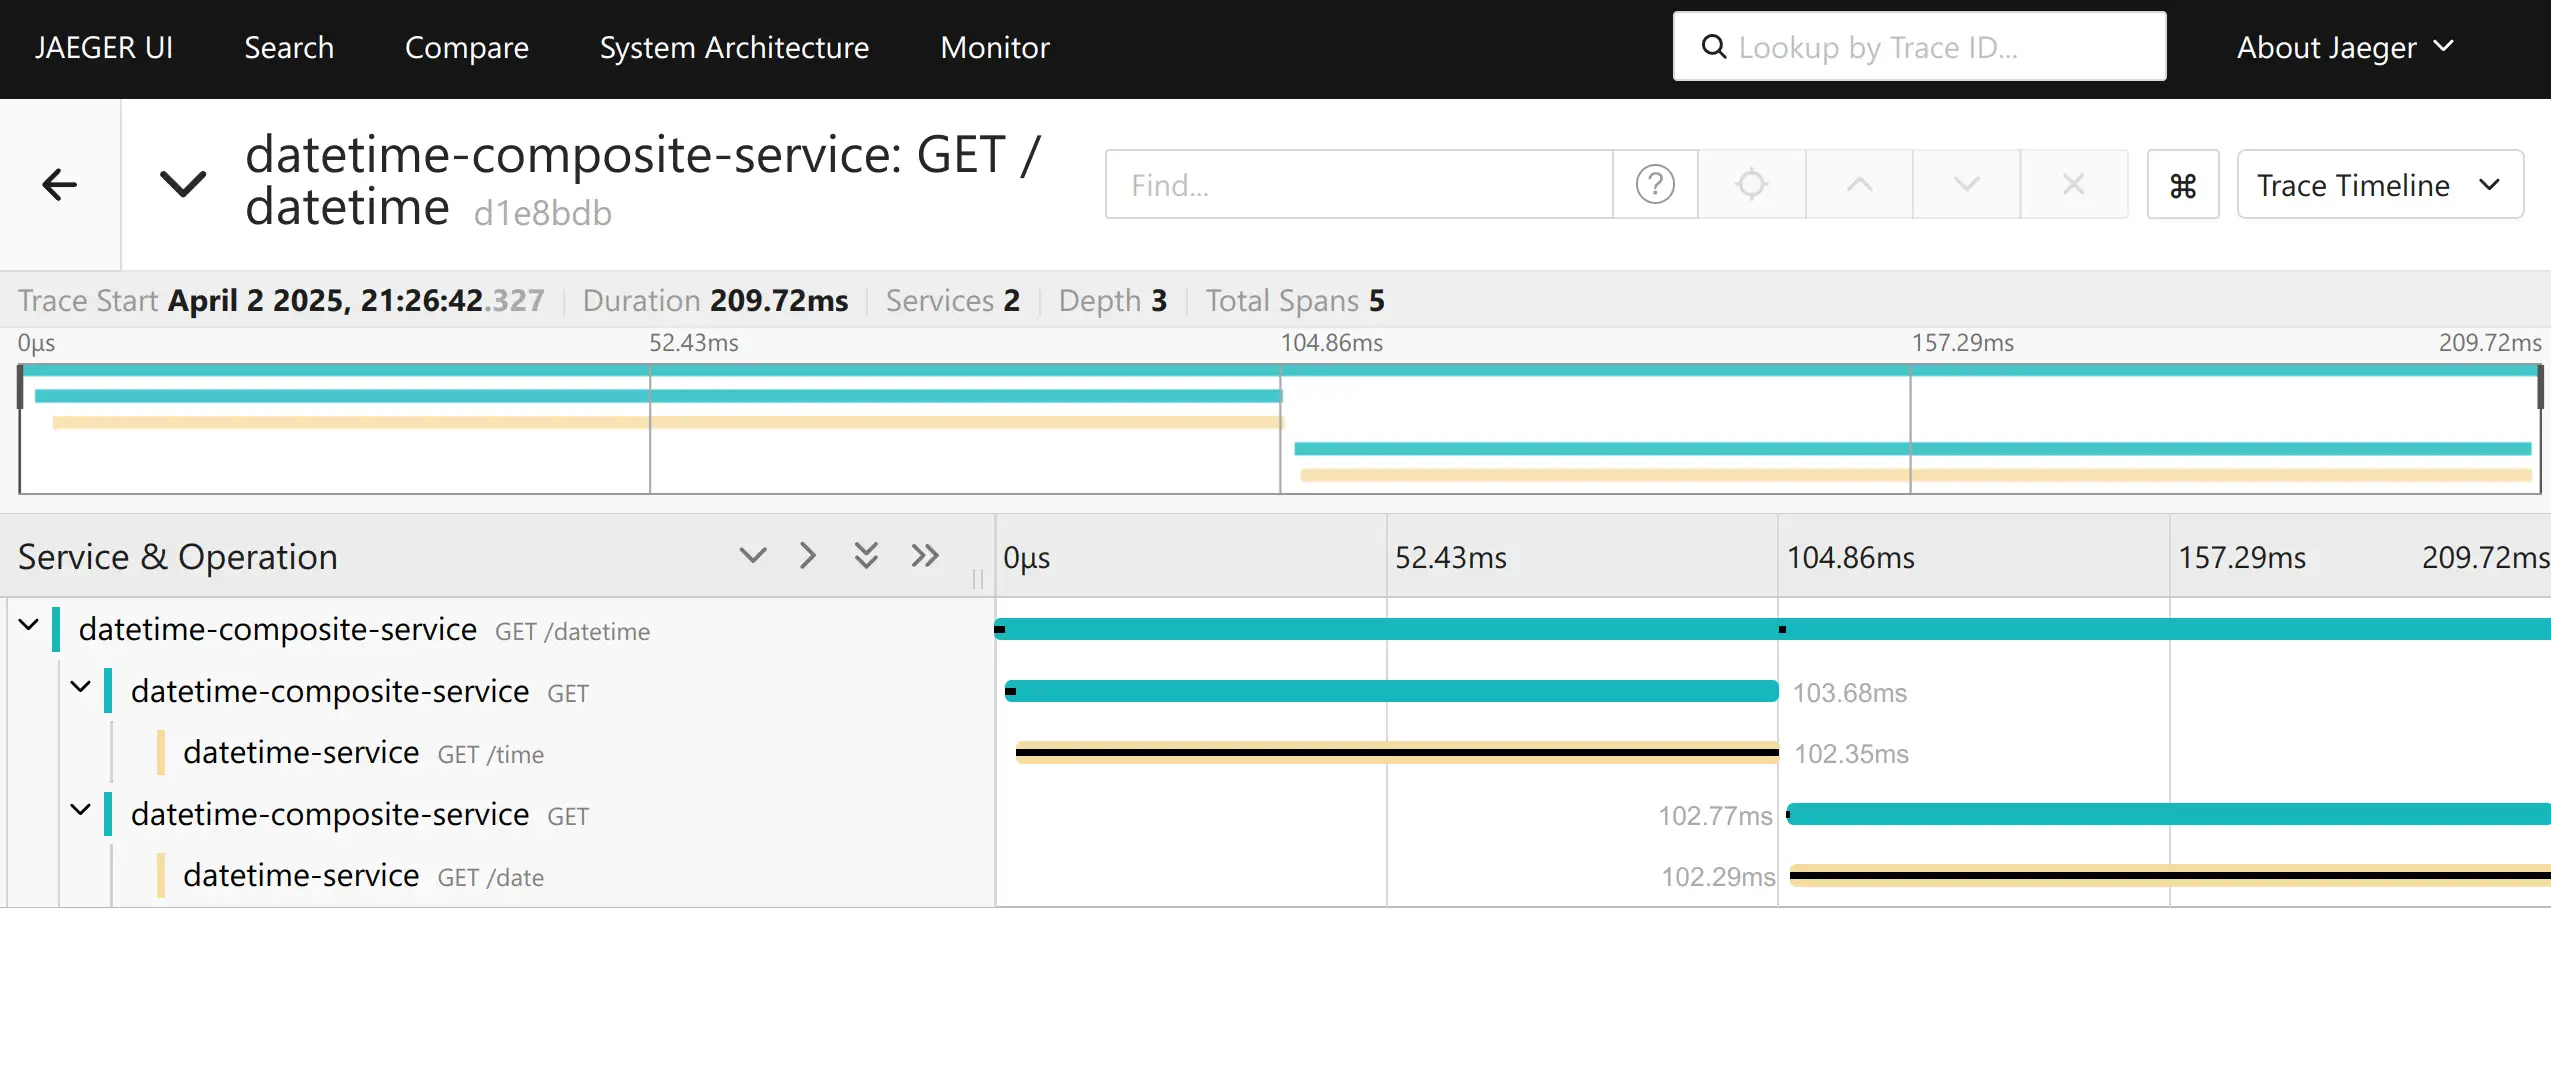 JAEGER UI Search Compare System Architecture Monitor Lookup by Trace ID... About Jaeger
datetime-composite-service: GET /
datetime d1e8bdb
Find... ? ⌘ Trace Timeline
Trace Start April 2 2025, 21:26:42.327 Duration 209.72ms Services 2 Depth 3 Total Spans 5
0μs 52.43ms 104.86ms 157.29ms 209.72ms
Service & Operation 0μs 52.43ms 104.86ms 157.29ms 209.72ms
datetime-composite-service GET /datetime
datetime-composite-service GET 103.68ms
datetime-service GET /time 102.35ms
datetime-composite-service GET 102.77ms
datetime-service GET /date 102.29ms